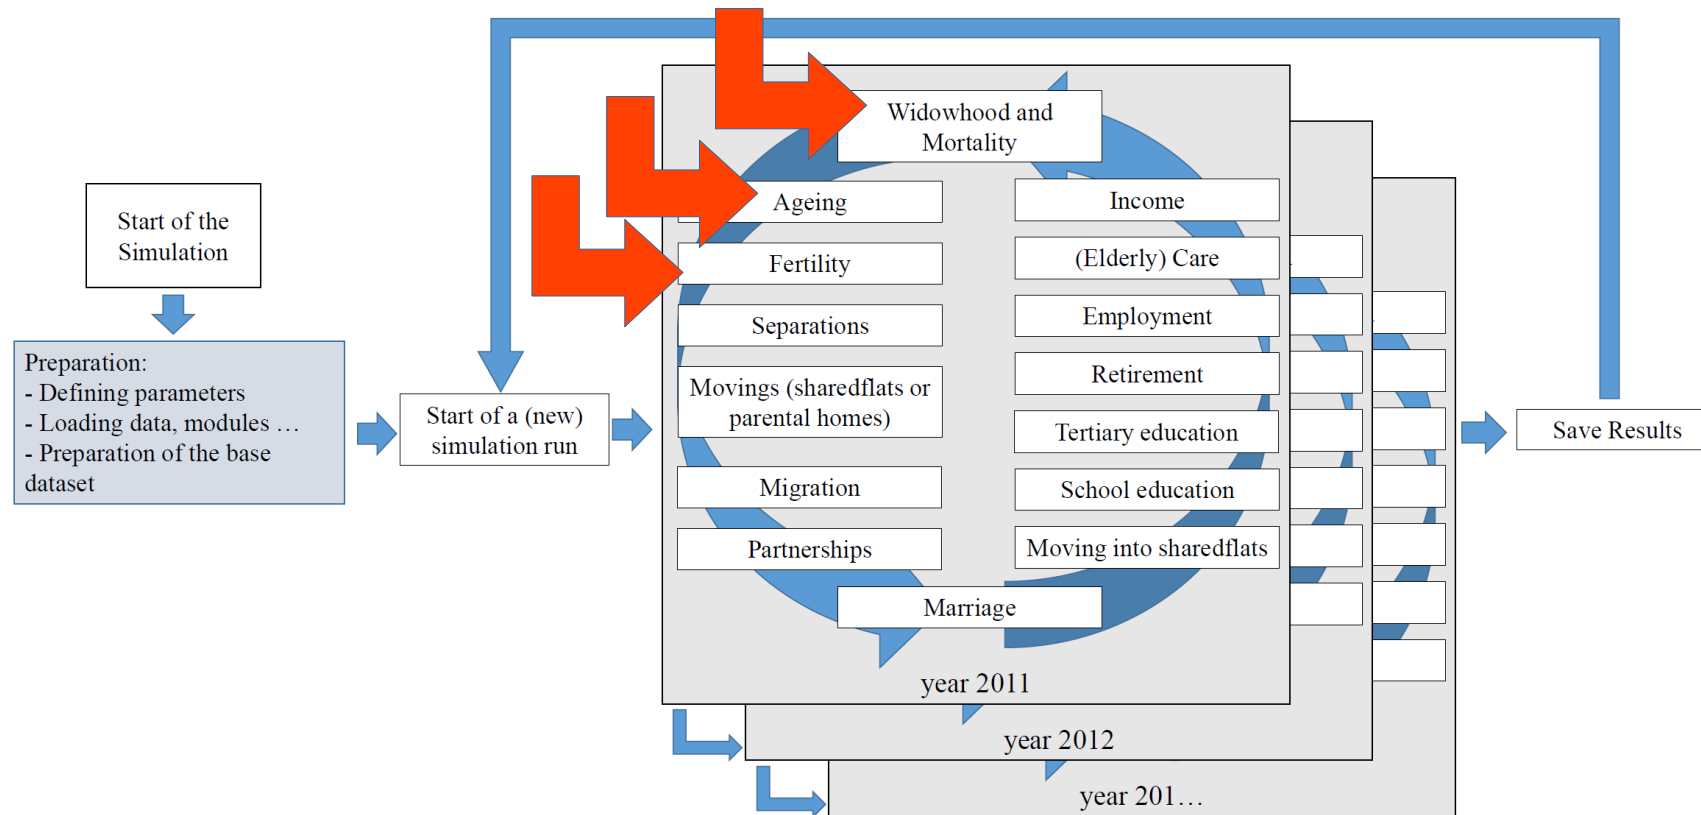 Start of the
Simulation
Preparation:
- Defining parameters
- Loading data, modules …
- Preparation of the base
dataset
Start of a (new)
simulation run
Widowhood and
Mortality
Ageing
Fertility
Separations
Movings (sharedflats or
parental homes)
Migration
Partnerships
Marriage
Income
(Elderly) Care
Employment
Retirement
Tertiary education
School education
Moving into sharedflats
year 2011
year 2012
year 201…
Save Results